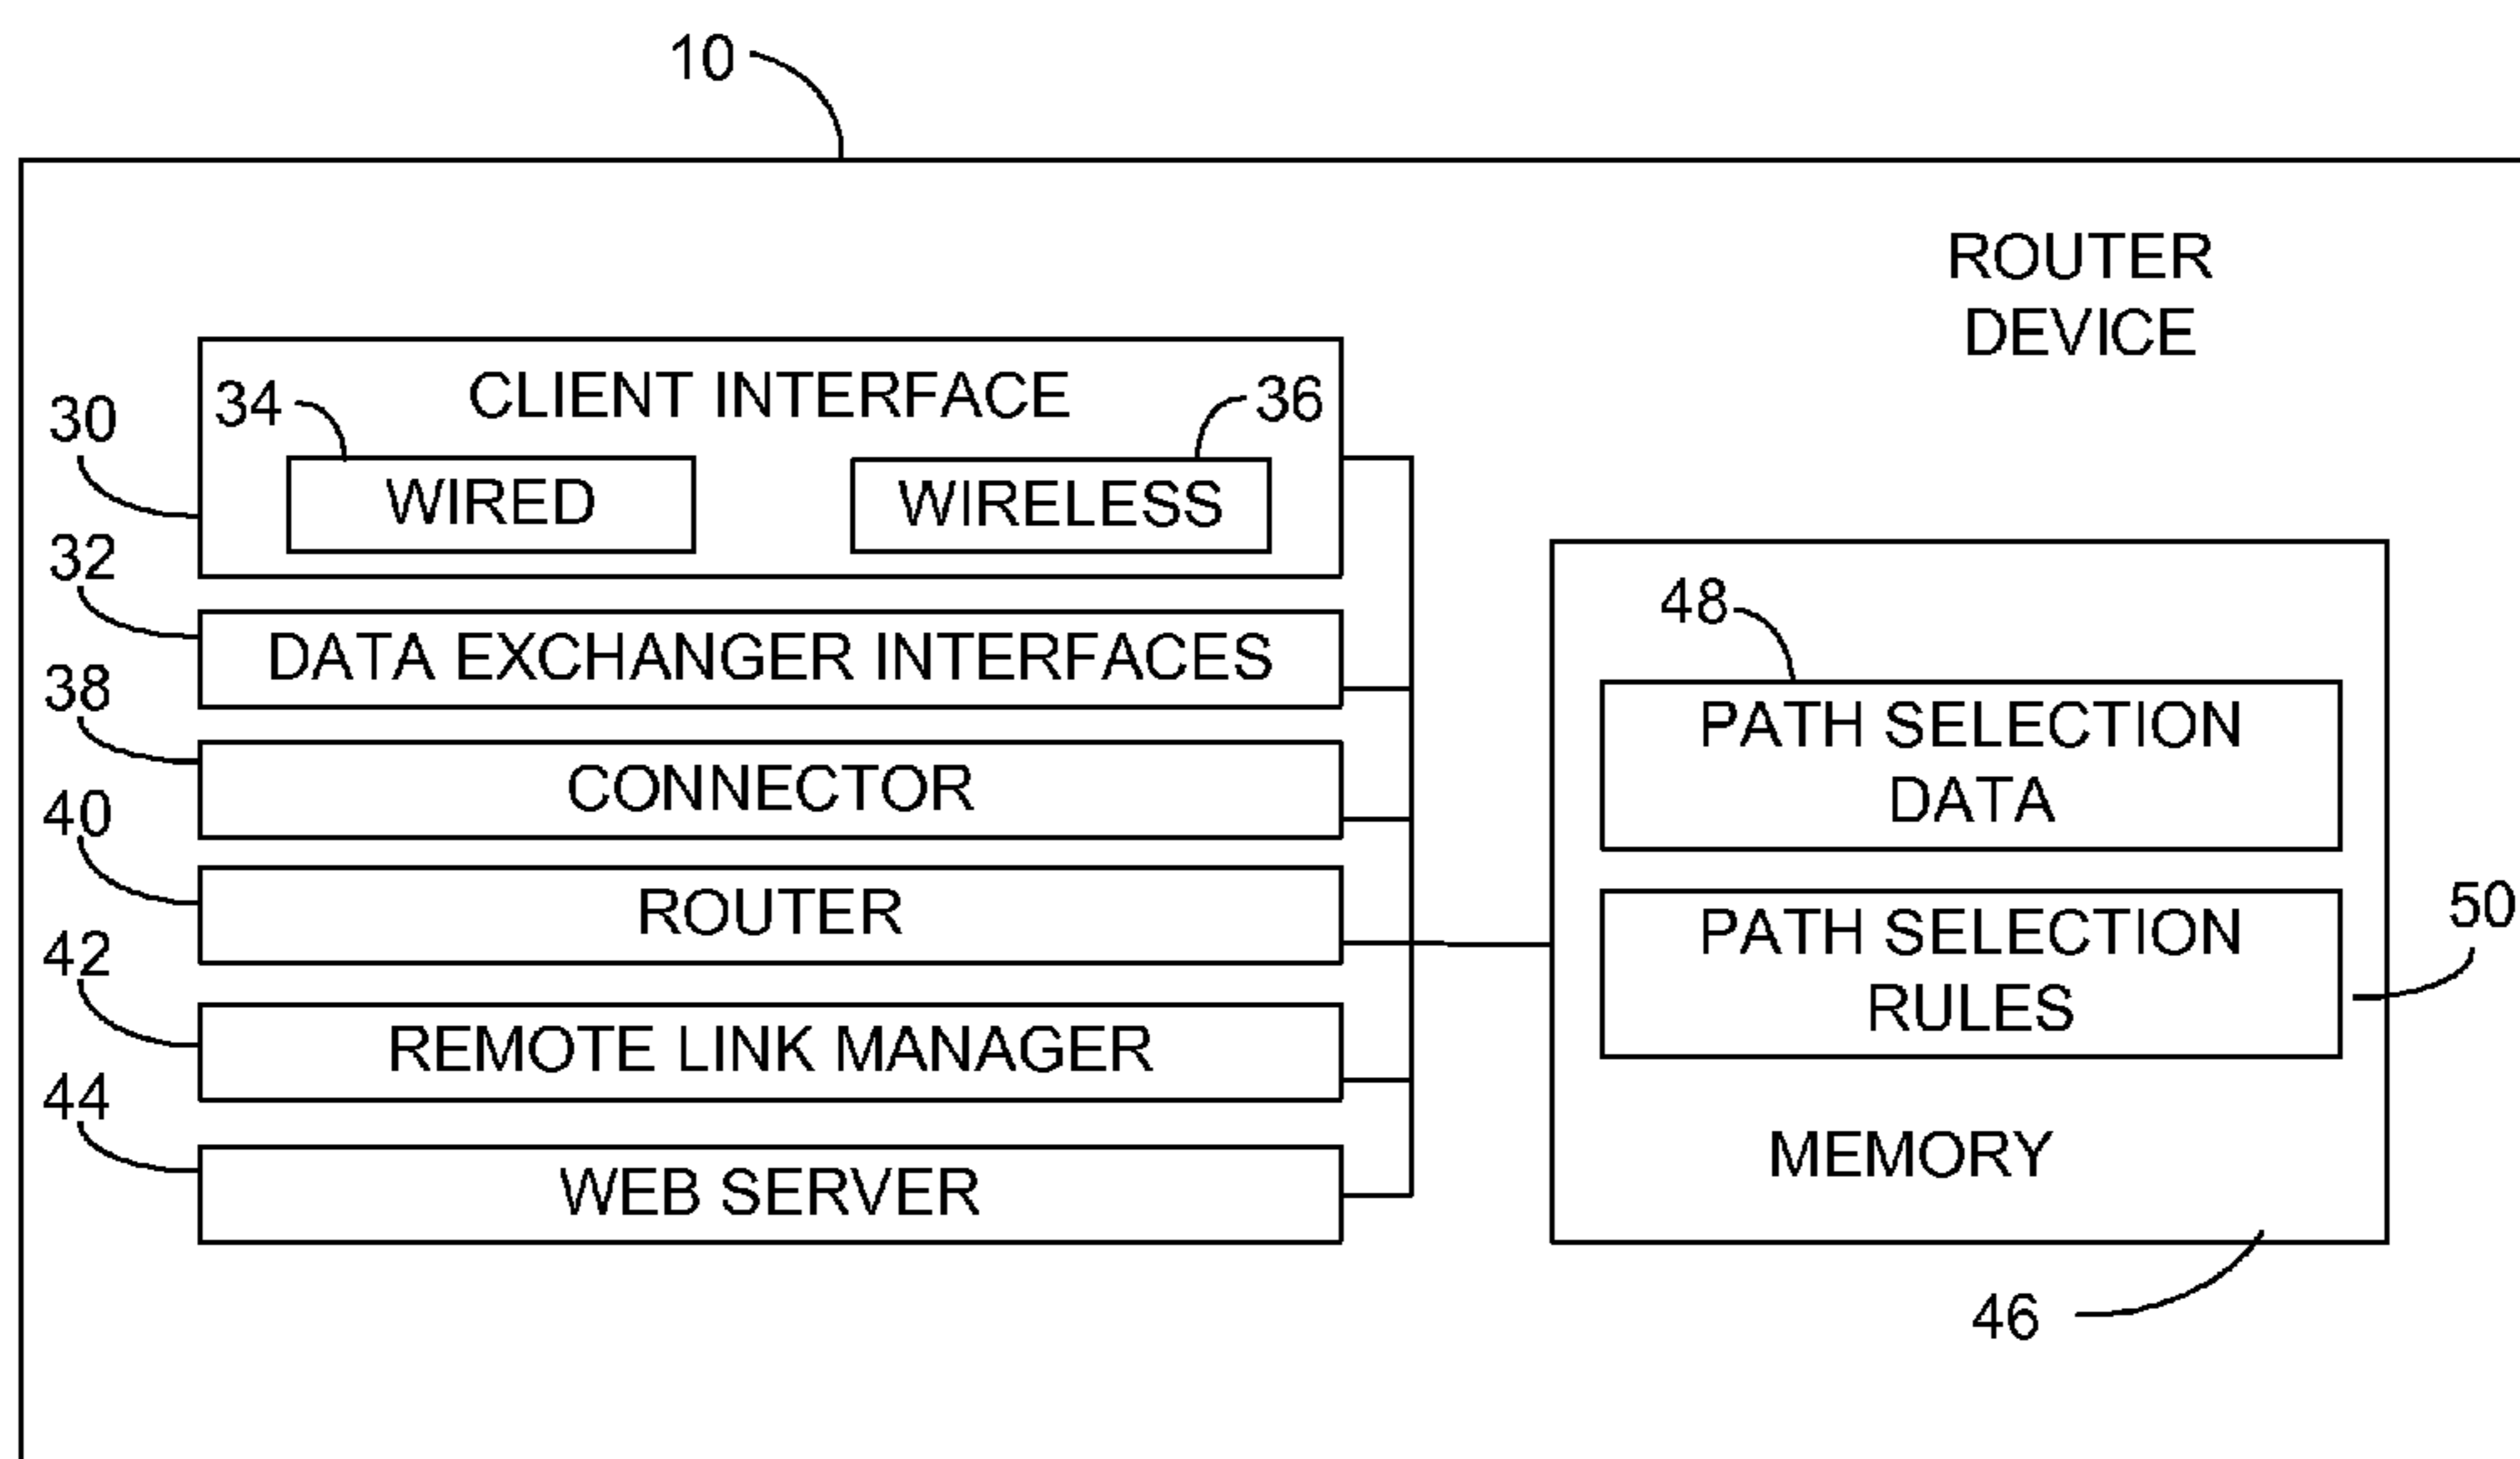 10
ROUTER
DEVICE
CLIENT INTERFACE
30
34
36
WIRED
WIRELESS
32
DATA EXCHANGER INTERFACES
38
CONNECTOR
40
ROUTER
42
REMOTE LINK MANAGER
44
WEB SERVER
48
PATH SELECTION
DATA
50
PATH SELECTION
RULES
MEMORY
46